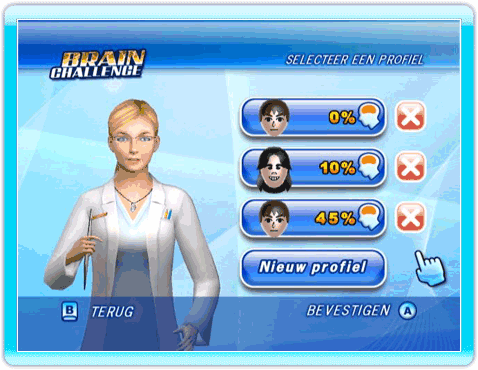 BRAIN
CHALLENGE
SELECTEER EEN PROFIEL
0%
10%
45%
Nieuw profiel
B TERUG
BEVESTIGEN A